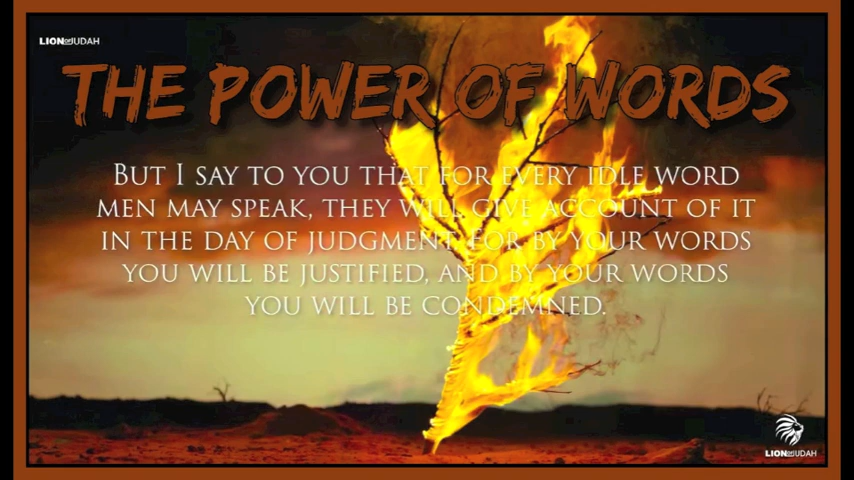 LION OF JUDAH
THE POWER OF WORDS
BUT I SAY TO YOU THAT FOR EVERY IDLE WORD
MEN MAY SPEAK, THEY WILL GIVE ACCOUNT OF IT
IN THE DAY OF JUDGMENT. FOR BY YOUR WORDS
YOU WILL BE JUSTIFIED, AND BY YOUR WORDS
YOU WILL BE CONDEMNED.
LION OF JUDAH